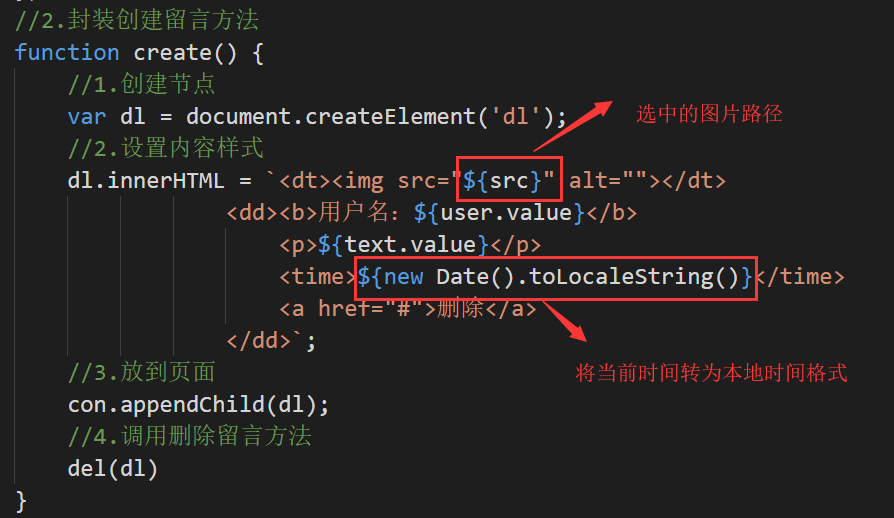 //2.封装创建留言方法
function create() {
//1.创建节点
var dl = document.createElement('dl');
选中的图片路径
//2.设置内容样式
dl.innerHTML = `<dt><img src="${src}" alt=""></dt>
<dd><b>用户名：${user.value}</b>
<p>${text.value}</p>
<time>${new Date().toLocaleString()}</time>
<a href="#">删除</a>
</dd>`;
//3.放到页面
将当前时间转为本地时间格式
con.appendChild(dl);
//4.调用删除留言方法
del(dl)
}